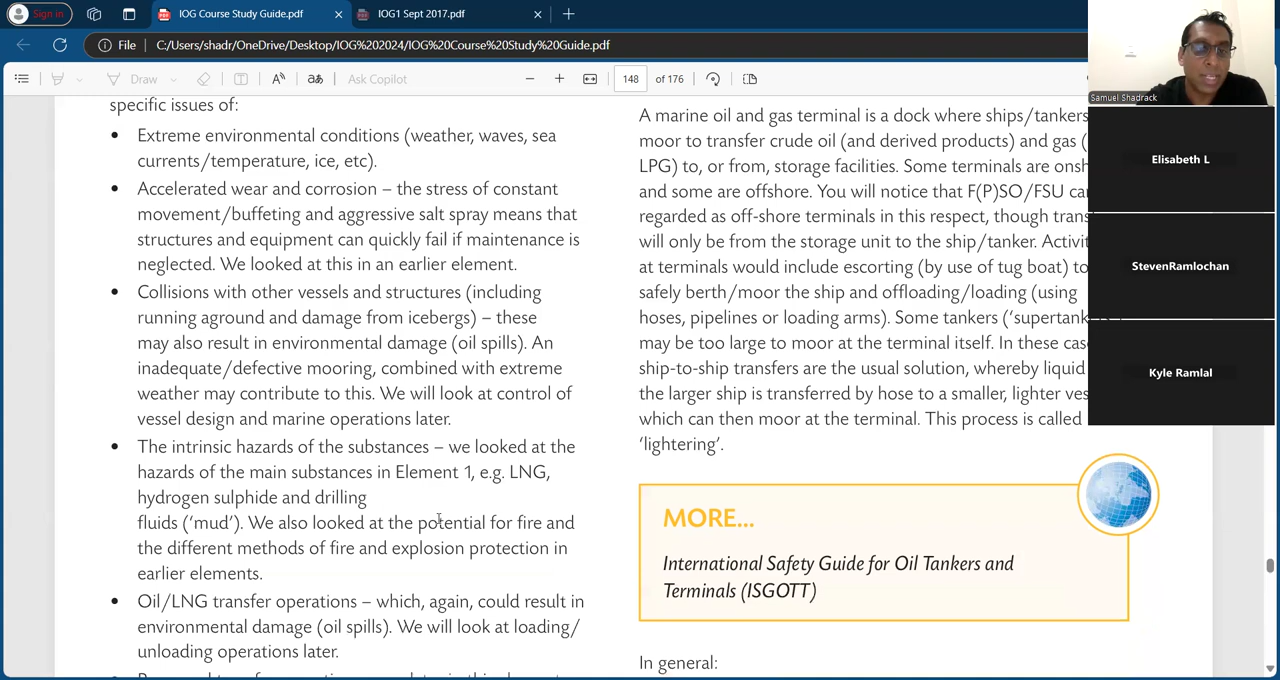 Sign in
IOG Course Study Guide.pdf
IOG1 Sept 2017.pdf
File
C:/Users/shadr/OneDrive/Desktop/IOG%202024/IOG%20Course%20Study%20Guide.pdf
Draw
Ask Copilot
148 of 176
specific issues of:
• Extreme environmental conditions (weather, waves, sea
currents/temperature, ice, etc).
• Accelerated wear and corrosion – the stress of constant
movement/buffeting and aggressive salt spray means that
structures and equipment can quickly fail if maintenance is
neglected. We looked at this in an earlier element.
• Collisions with other vessels and structures (including
running aground and damage from icebergs) – these
may also result in environmental damage (oil spills). An
inadequate/defective mooring, combined with extreme
weather may contribute to this. We will look at control of
vessel design and marine operations later.
• The intrinsic hazards of the substances – we looked at the
hazards of the main substances in Element 1, e.g. LNG,
hydrogen sulphide and drilling
fluids (‘mud’). We also looked at the potential for fire and
the different methods of fire and explosion protection in
earlier elements.
• Oil/LNG transfer operations – which, again, could result in
environmental damage (oil spills). We will look at loading/
unloading operations later.
A marine oil and gas terminal is a dock where ships/tankers
moor to transfer crude oil (and derived products) and gas (
LPG) to, or from, storage facilities. Some terminals are onsh
and some are offshore. You will notice that F(P)SO/FSU ca
regarded as off-shore terminals in this respect, though trans
will only be from the storage unit to the ship/tanker. Activit
at terminals would include escorting (by use of tug boat) to
safely berth/moor the ship and offloading/loading (using
hoses, pipelines or loading arms). Some tankers (‘supertank
may be too large to moor at the terminal itself. In these cas
ship-to-ship transfers are the usual solution, whereby liquid
the larger ship is transferred by hose to a smaller, lighter ves
which can then moor at the terminal. This process is called
‘lightering’.
MORE...
International Safety Guide for Oil Tankers and
Terminals (ISGOTT)
In general:
Samuel Shadrack
Elisabeth L
StevenRamlochan
Kyle Ramlal